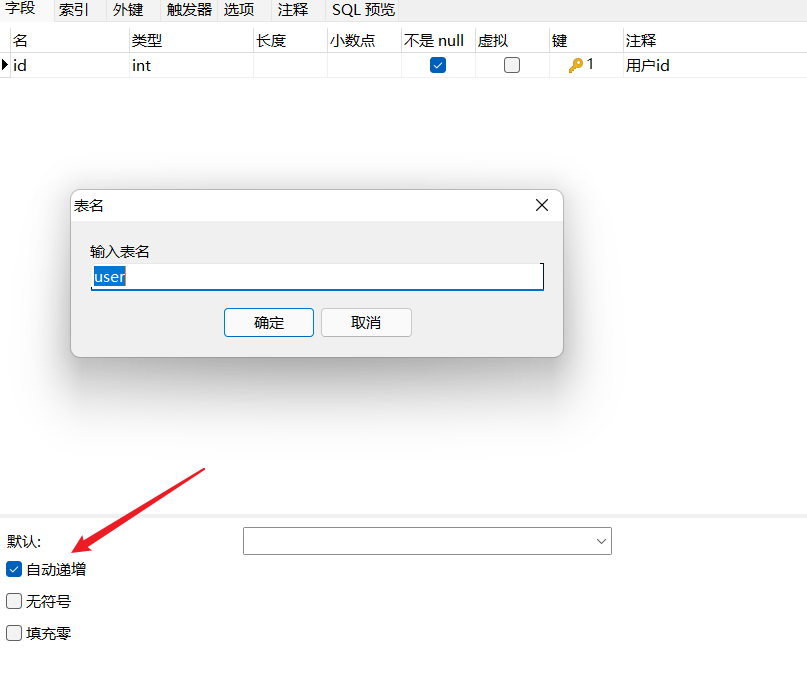 字段 索引 外键 触发器 选项 注释 SQL 预览
名 类型 长度 小数点 不是 null 虚拟 键 注释
id int 1 用户id
表名
输入表名
user
确定 取消
默认:
自动递增
无符号
填充零